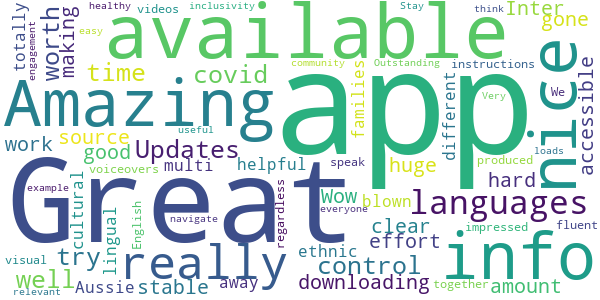 healthy videos inclusivity Stay think
totally worth making available Inter gone
engagement
easy time covid community Outstanding instructions
families different We accessible nice
Amazing app Very
useful
work source Updates good multi helpful speak huge produced loads
voiceovers hard
example cultural lingual English Great navigate regardless everyone Wow blown languages
clear impressed fluent
visual try really ethnic effort info
well control
relevant Aussie stable away downloading together amount